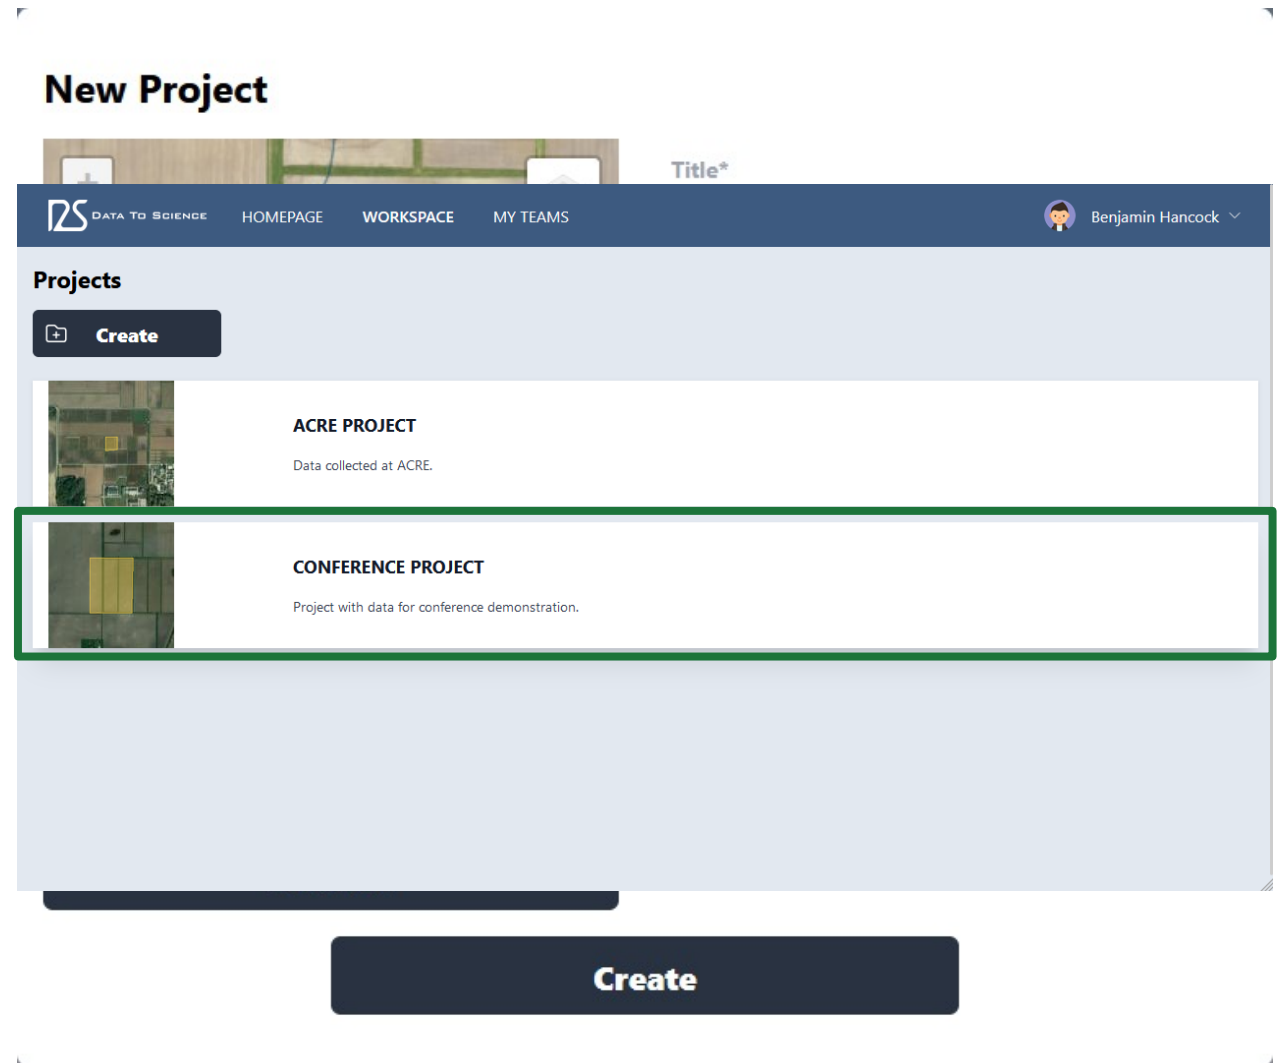 New Project
Title*
DATA TO SCIENCE HOMEPAGE WORKSPACE MY TEAMS Benjamin Hancock
Projects
Create
ACRE PROJECT
Data collected at ACRE.
CONFERENCE PROJECT
Project with data for conference demonstration.
Create